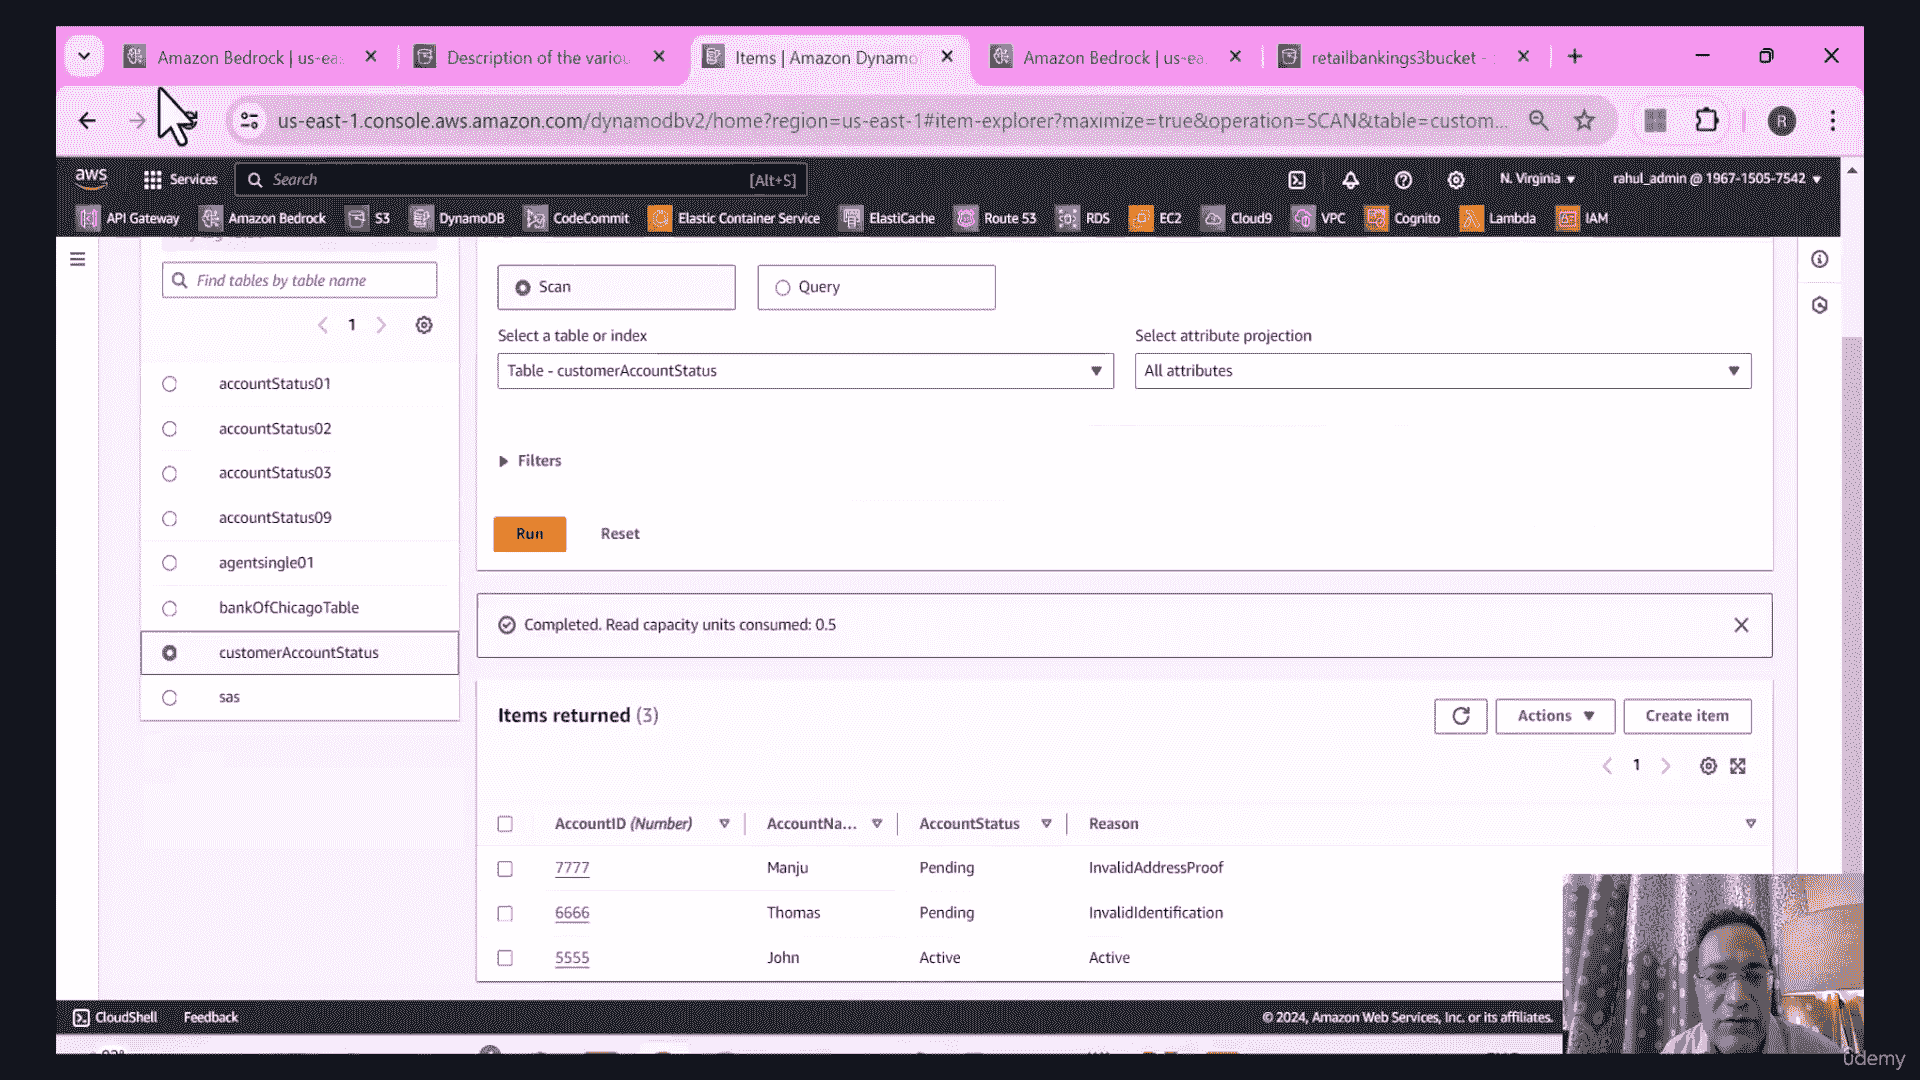 Amazon Bedrock | us-ea
Description of the variou
Items | Amazon Dynamo
Amazon Bedrock | us-ea
retailbankings3bucket -
us-east-1.console.aws.amazon.com/dynamodbv2/home?region=us-east-1#item-explorer?maximize=true&operation=SCAN&table=custom...
R
aws
Services
Search
[Alt+S]
N. Virginia
rahul_admin @ 1967-1505-7542
API Gateway
Amazon Bedrock
S3
DynamoDB
CodeCommit
Elastic Container Service
ElastiCache
Route 53
RDS
EC2
Cloud9
VPC
Cognito
Lambda
IAM
Find tables by table name
1
accountStatus01
accountStatus02
accountStatus03
accountStatus09
agentsingle01
bankOfChicagoTable
customerAccountStatus
sas
Scan
Query
Select a table or index
Select attribute projection
Table - customerAccountStatus
All attributes
Filters
Run
Reset
Completed. Read capacity units consumed: 0.5
Items returned (3)
Actions
Create item
1
AccountID (Number)
AccountNa...
AccountStatus
Reason
7777
Manju
Pending
InvalidAddressProof
6666
Thomas
Pending
InvalidIdentification
5555
John
Active
Active
CloudShell
Feedback
© 2024, Amazon Web Services, Inc. or its affiliates.
ûdemy